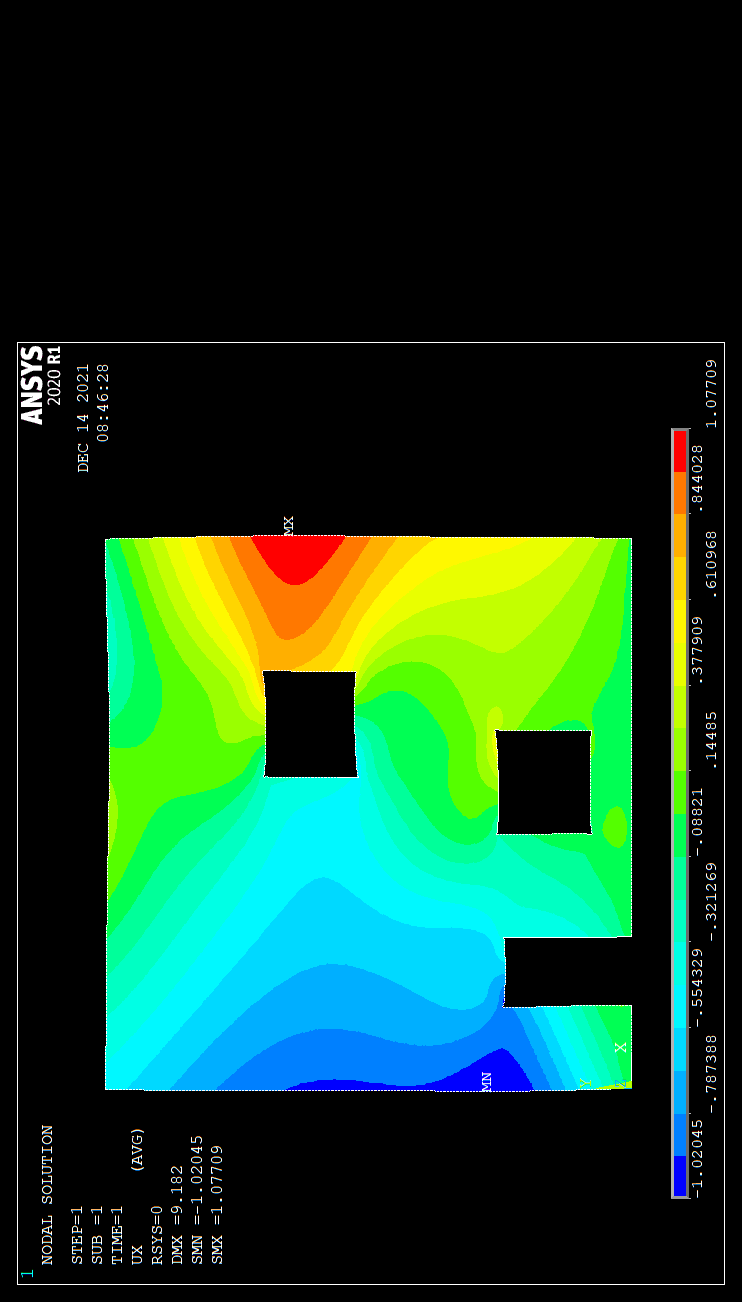 1
NODAL SOLUTION
STEP=1
SUB =1
TIME=1
UX (AVG)
RSYS=0
DMX =9.182
SMN =-1.02045
SMX =1.07709
ANSYS
2020 R1
DEC 14 2021
08:46:28
MN
MX
Y
Z X
-1.02045
-.787388
-.554329
-.321269
-.08821
.14485
.377909
.610968
.844028
1.07709